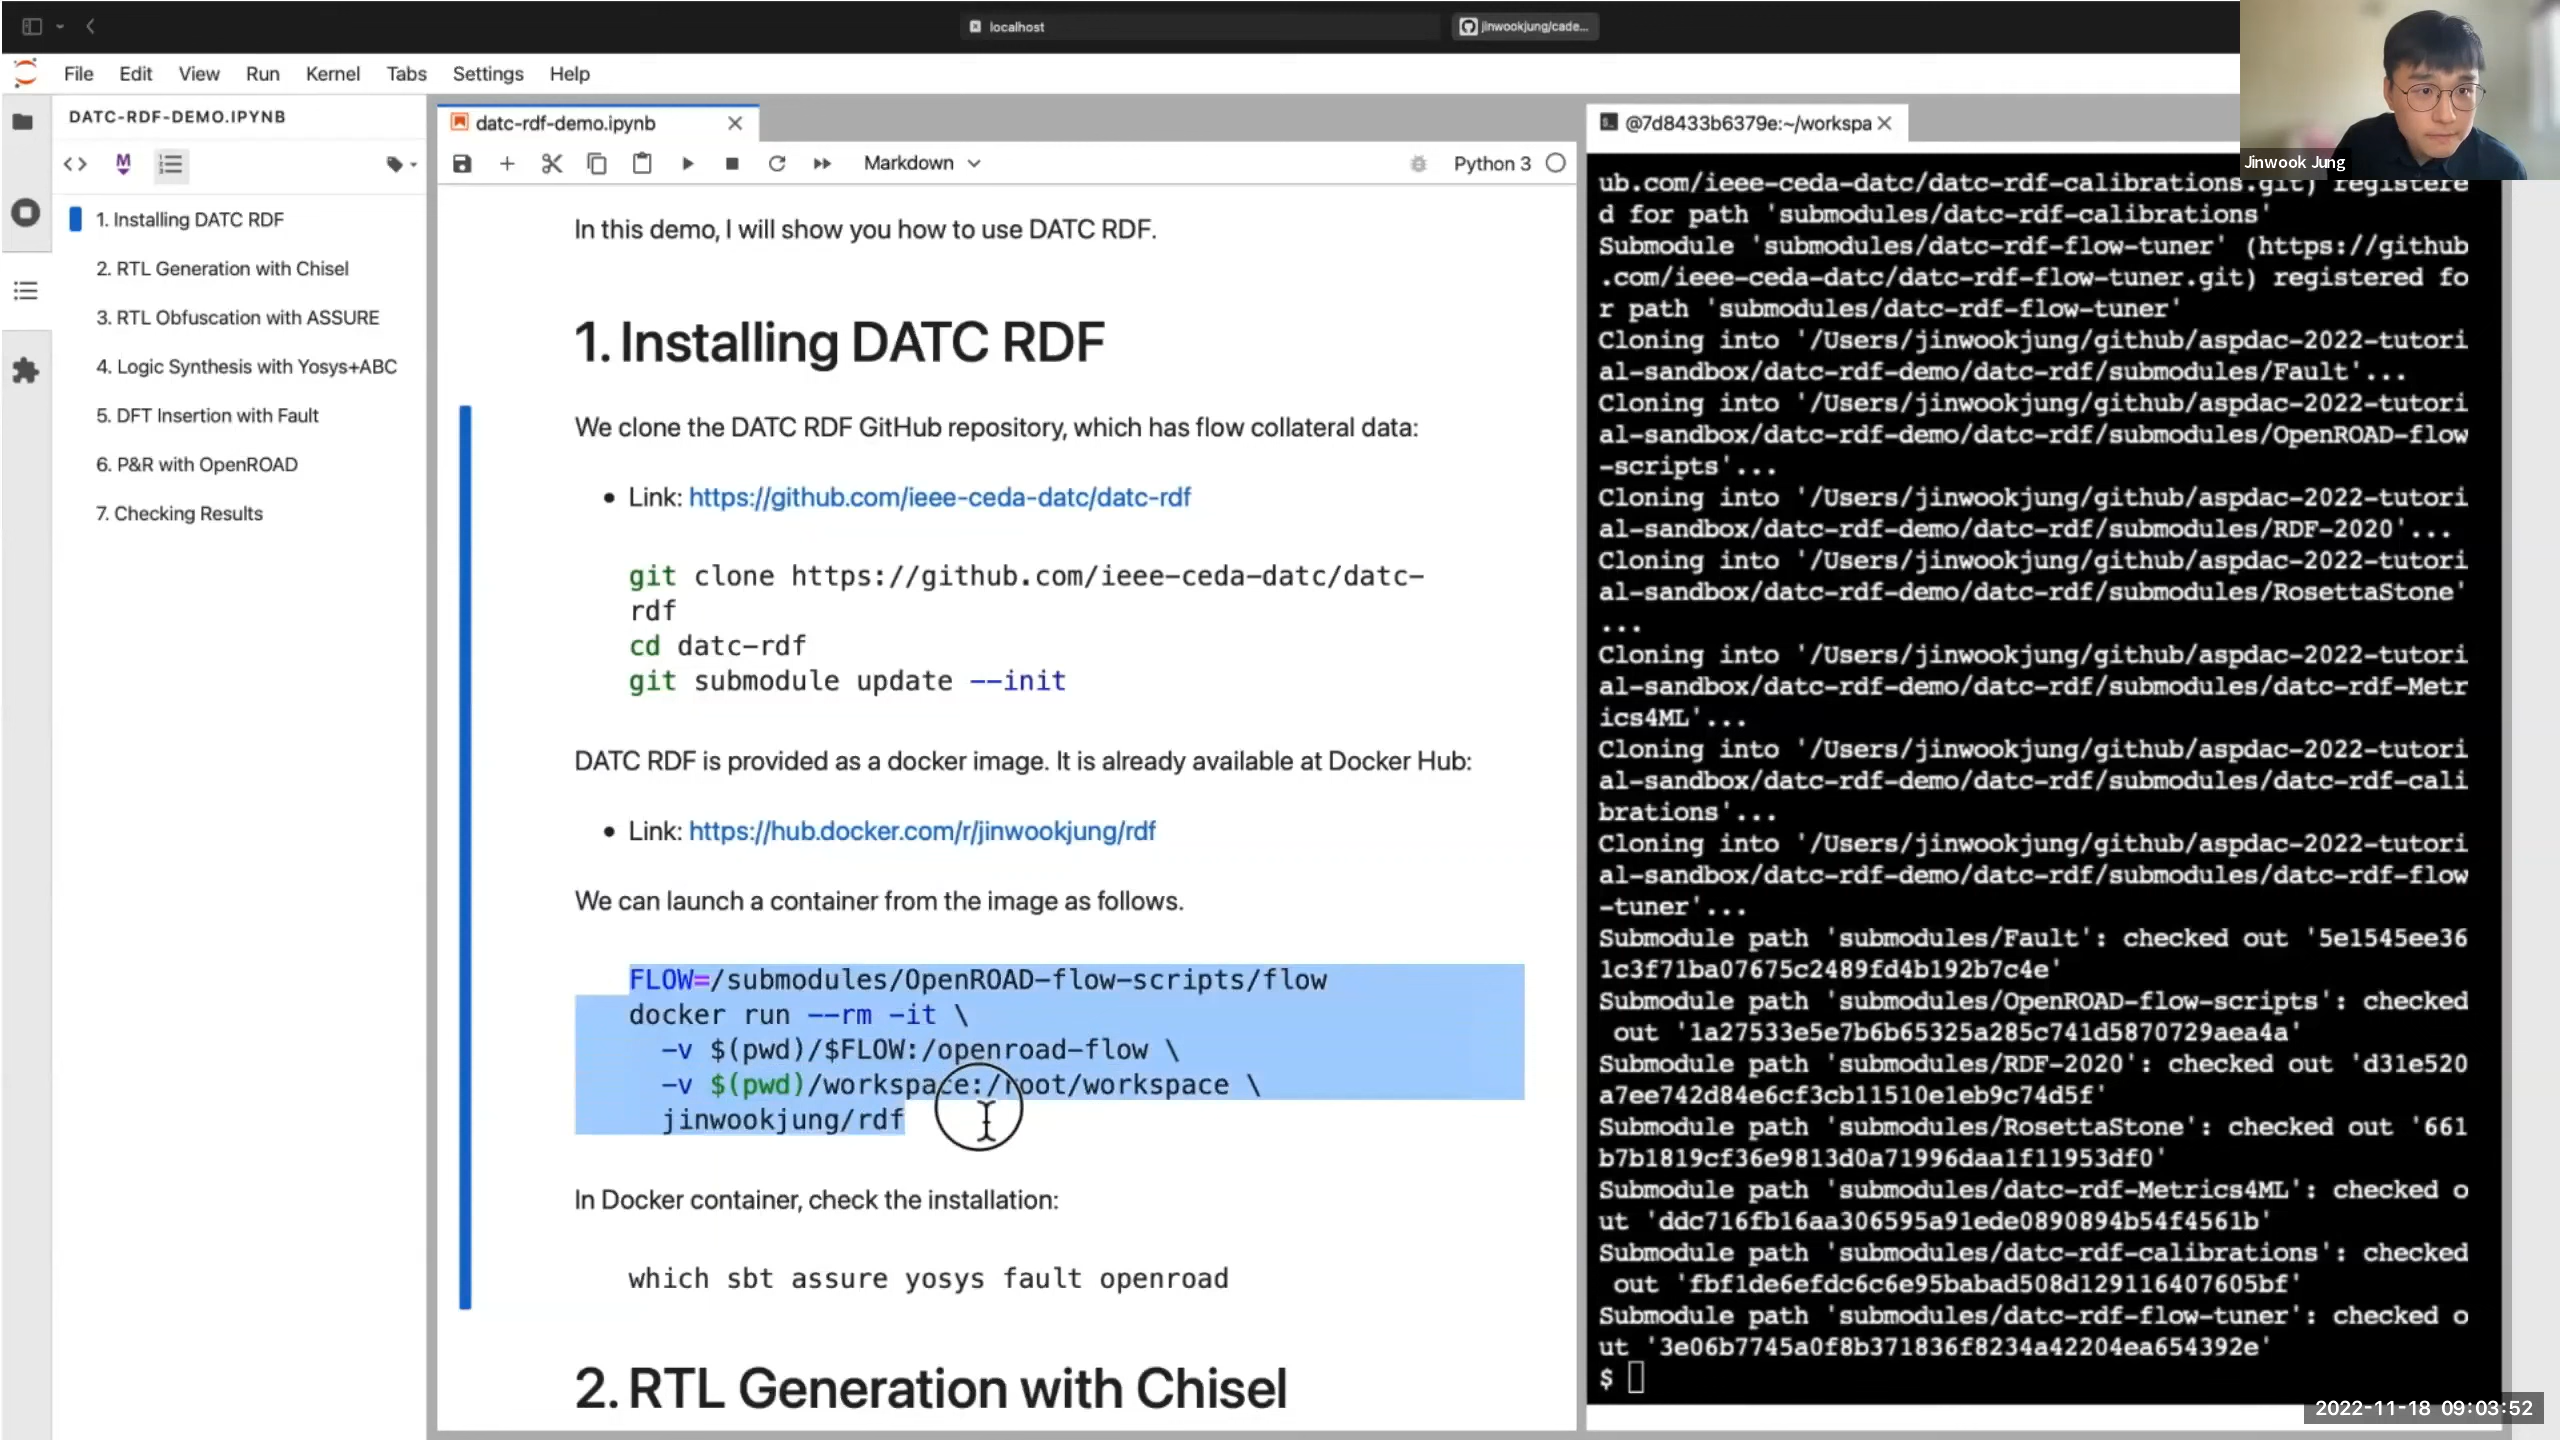 localhost
jinwookjung/cade...
File Edit View Run Kernel Tabs Settings Help
DATC-RDF-DEMO.IPYNB
1. Installing DATC RDF
2. RTL Generation with Chisel
3. RTL Obfuscation with ASSURE
4. Logic Synthesis with Yosys+ABC
5. DFT Insertion with Fault
6. P&R with OpenROAD
7. Checking Results
datc-rdf-demo.ipynb
Markdown
Python 3
In this demo, I will show you how to use DATC RDF.
1. Installing DATC RDF
We clone the DATC RDF GitHub repository, which has flow collateral data:
• Link: https://github.com/ieee-ceda-datc/datc-rdf
git clone https://github.com/ieee-ceda-datc/datc-
rdf
cd datc-rdf
git submodule update --init
DATC RDF is provided as a docker image. It is already available at Docker Hub:
• Link: https://hub.docker.com/r/jinwookjung/rdf
We can launch a container from the image as follows.
FLOW=/submodules/OpenROAD-flow-scripts/flow
docker run --rm -it \
-v $(pwd)/$FLOW:/openroad-flow \
-v $(pwd)/workspace:/root/workspace \
jinwookjung/rdf
In Docker container, check the installation:
which sbt assure yosys fault openroad
2. RTL Generation with Chisel
@7d8433b6379e:~/workspa
ub.com/ieee-ceda-datc/datc-rdf-calibrations.git) registere
d for path 'submodules/datc-rdf-calibrations'
Submodule 'submodules/datc-rdf-flow-tuner' (https://github
.com/ieee-ceda-datc/datc-rdf-flow-tuner.git) registered fo
r path 'submodules/datc-rdf-flow-tuner'
Cloning into '/Users/jinwookjung/github/aspdac-2022-tutori
al-sandbox/datc-rdf-demo/datc-rdf/submodules/Fault'...
Cloning into '/Users/jinwookjung/github/aspdac-2022-tutori
al-sandbox/datc-rdf-demo/datc-rdf/submodules/OpenROAD-flow
-scripts'...
Cloning into '/Users/jinwookjung/github/aspdac-2022-tutori
al-sandbox/datc-rdf-demo/datc-rdf/submodules/RDF-2020'...
Cloning into '/Users/jinwookjung/github/aspdac-2022-tutori
al-sandbox/datc-rdf-demo/datc-rdf/submodules/RosettaStone'
...
Cloning into '/Users/jinwookjung/github/aspdac-2022-tutori
al-sandbox/datc-rdf-demo/datc-rdf/submodules/datc-rdf-Metr
ics4ML'...
Cloning into '/Users/jinwookjung/github/aspdac-2022-tutori
al-sandbox/datc-rdf-demo/datc-rdf/submodules/datc-rdf-cali
brations'...
Cloning into '/Users/jinwookjung/github/aspdac-2022-tutori
al-sandbox/datc-rdf-demo/datc-rdf/submodules/datc-rdf-flow
-tuner'...
Submodule path 'submodules/Fault': checked out '5e1545ee36
1c3f71ba07675c2489fd4b192b7c4e'
Submodule path 'submodules/OpenROAD-flow-scripts': checked
out '1a27533e5e7b6b65325a285c741d5870729aea4a'
Submodule path 'submodules/RDF-2020': checked out 'd31e520
a7ee742d84e6cf3cb11510e1eb9c74d5f'
Submodule path 'submodules/RosettaStone': checked out '661
b7b1819cf36e9813d0a71996daa1f11953df0'
Submodule path 'submodules/datc-rdf-Metrics4ML': checked o
ut 'ddc716fb16aa306595a91ede0890894b54f4561b'
Submodule path 'submodules/datc-rdf-calibrations': checked
out 'fbf1de6efdc6c6e95babad508d129116407605bf'
Submodule path 'submodules/datc-rdf-flow-tuner': checked o
ut '3e06b7745a0f8b371836f8234a42204ea654392e'
$
Jinwook Jung
2022-11-18 09:03:52